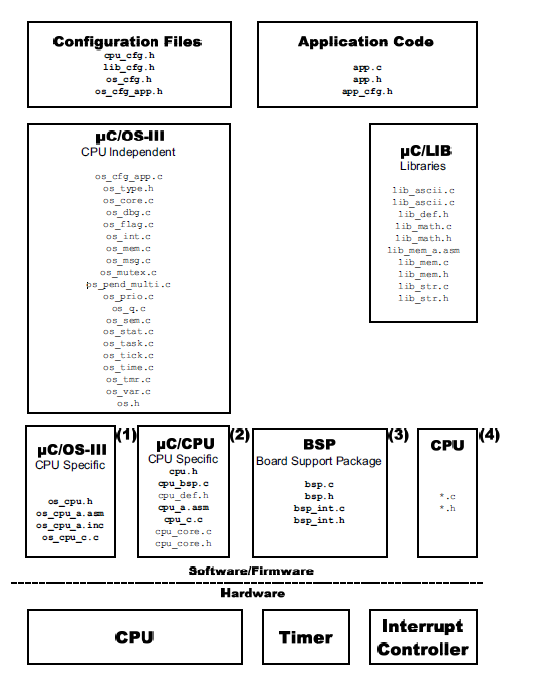 Configuration Files
cpu_cfg.h
lib_cfg.h
os_cfg.h
os_cfg_app.h
Application Code
app.c
app.h
app_cfg.h
µC/OS-III
CPU Independent
os_cfg_app.c
os_type.h
os_core.c
os_dbg.c
os_flag.c
os_int.c
os_mem.c
os_msg.c
os_mutex.c
os_pend_multi.c
os_prio.c
os_q.c
os_sem.c
os_stat.c
os_task.c
os_tick.c
os_time.c
os_tmr.c
os_var.c
os.h
µC/LIB
Libraries
lib_ascii.c
lib_ascii.c
lib_def.h
lib_math.c
lib_math.h
lib_mem_a.asm
lib_mem.c
lib_mem.h
lib_str.c
lib_str.h
µC/OS-III
CPU Specific
os_cpu.h
os_cpu_a.asm
os_cpu_a.inc
os_cpu_c.c
(1)
µC/CPU
CPU Specific
cpu.h
cpu_bsp.c
cpu_def.h
cpu_a.asm
cpu_c.c
cpu_core.c
cpu_core.h
(2)
BSP
Board Support Package
bsp.c
bsp.h
bsp_int.c
bsp_int.h
(3)
CPU
*.c
*.h
(4)
Software/Firmware
Hardware
CPU
Timer
Interrupt
Controller